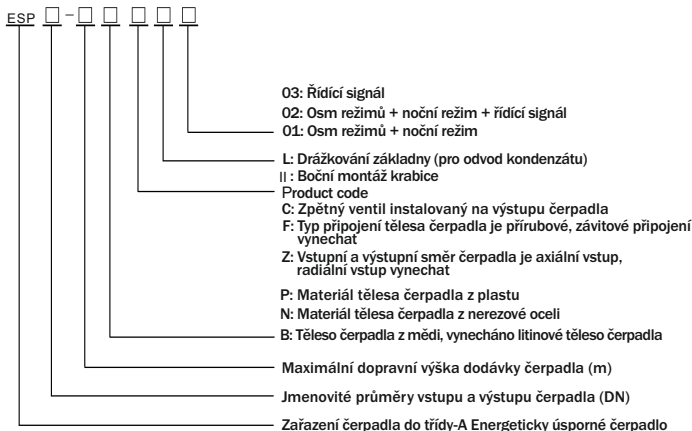 ESP □-□ □ □ □ □
03: Řídící signál
02: Osm režimů + noční režim + řídící signál
01: Osm režimů + noční režim
L: Drážkování základny (pro odvod kondenzátu)
II : Boční montáž krabice
Product code
C: Zpětný ventil instalovaný na výstupu čerpadla
F: Typ připojení tělesa čerpadla je přírubové, závitové připojení
vynechat
Z: Vstupní a výstupní směr čerpadla je axiální vstup,
radiální vstup vynechat
P: Materiál tělesa čerpadla z plastu
N: Materiál tělesa čerpadla z nerezové oceli
B: Těleso čerpadla z mědi, vynecháno litinové těleso čerpadla
Maximální dopravní výška dodávky čerpadla (m)
Jmenovité průměry vstupu a výstupu čerpadla (DN)
Zařazení čerpadla do třídy-A Energeticky úsporné čerpadlo